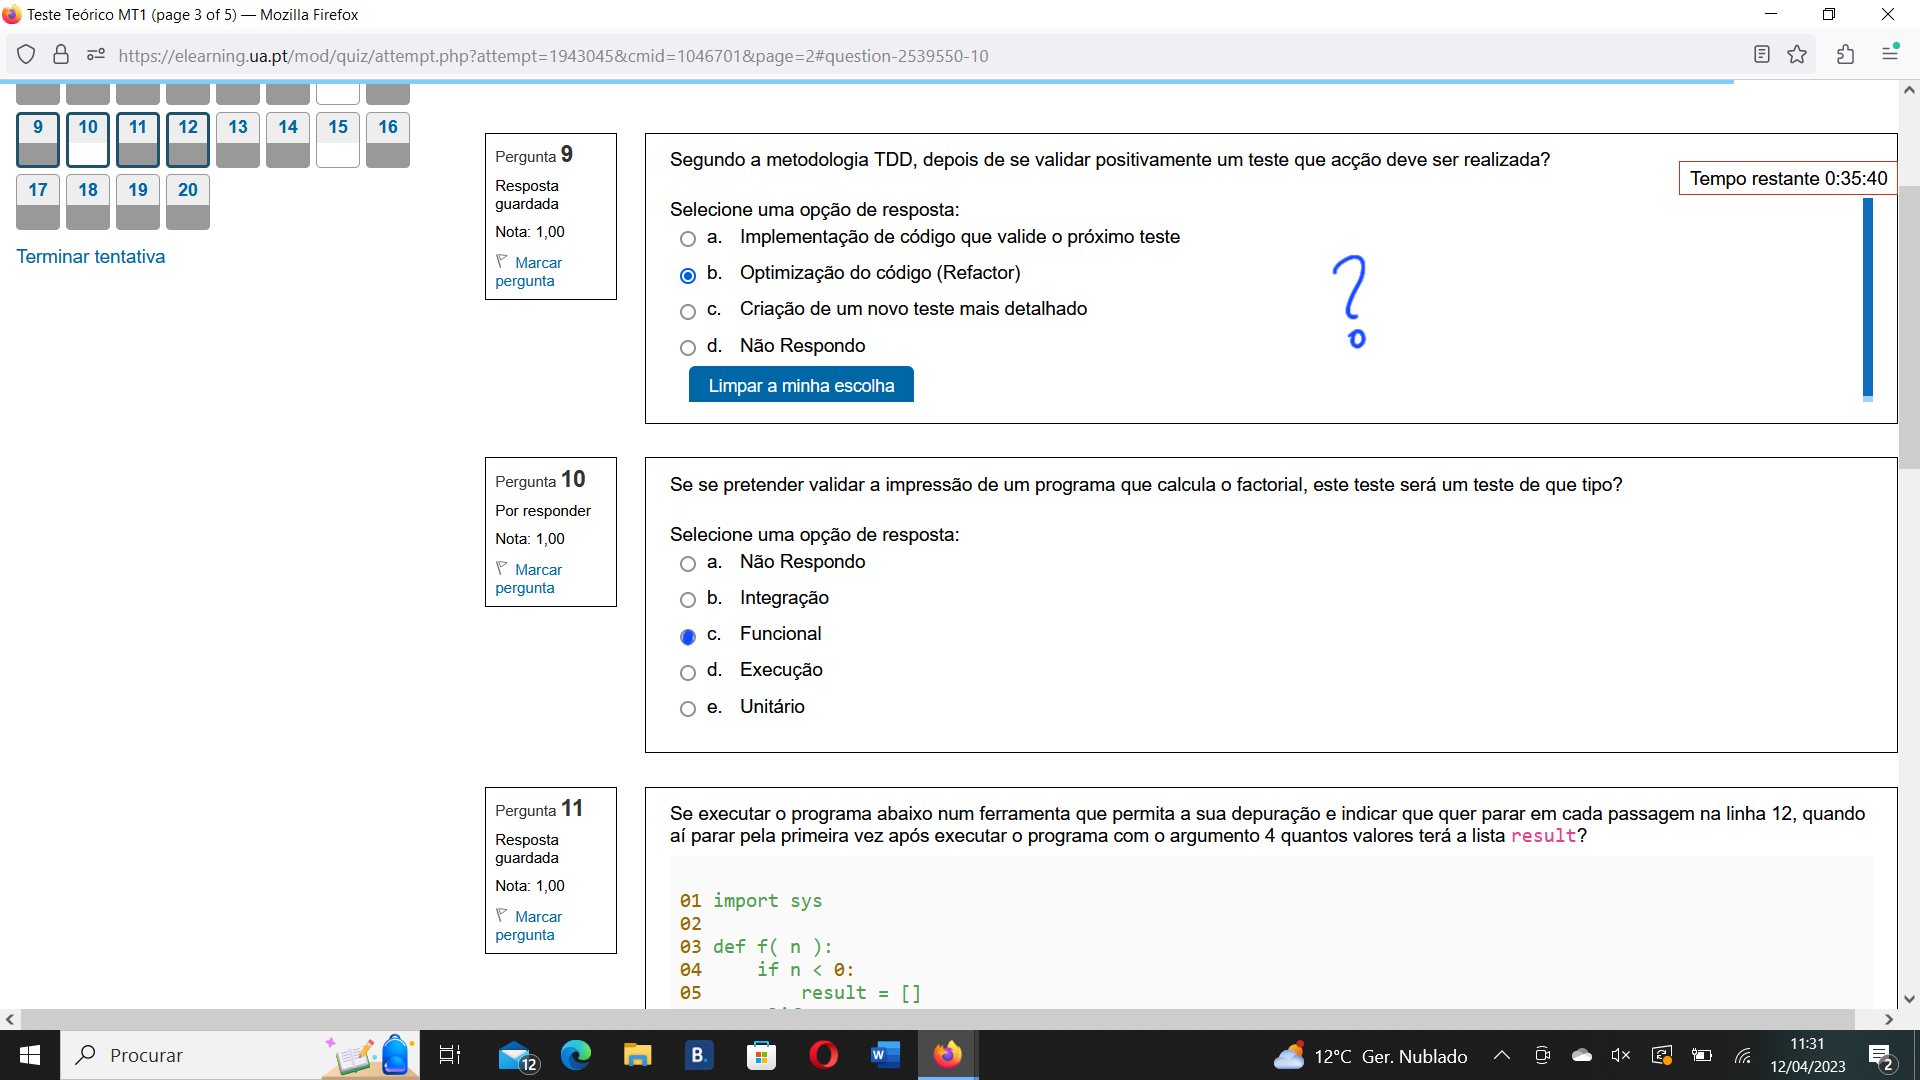 Teste Teórico MT1 (page 3 of 5) — Mozilla Firefox
https://elearning.ua.pt/mod/quiz/attempt.php?attempt=1943045&cmid=1046701&page=2#question-2539550-10
9 10 11 12 13 14 15 16
17 18 19 20
Terminar tentativa
Pergunta 9
Resposta
guardada
Nota: 1,00
Marcar
pergunta
Segundo a metodologia TDD, depois de se validar positivamente um teste que acção deve ser realizada?
Tempo restante 0:35:40
Selecione uma opção de resposta:
a. Implementação de código que valide o próximo teste
b. Optimização do código (Refactor)
c. Criação de um novo teste mais detalhado
d. Não Respondo
?
Limpar a minha escolha
Pergunta 10
Por responder
Nota: 1,00
Marcar
pergunta
Se se pretender validar a impressão de um programa que calcula o factorial, este teste será um teste de que tipo?
Selecione uma opção de resposta:
a. Não Respondo
b. Integração
c. Funcional
d. Execução
e. Unitário
Pergunta 11
Resposta
guardada
Nota: 1,00
Marcar
pergunta
Se executar o programa abaixo num ferramenta que permita a sua depuração e indicar que quer parar em cada passagem na linha 12, quando
aí parar pela primeira vez após executar o programa com o argumento 4 quantos valores terá a lista result?
01 import sys
02
03 def f( n ):
04 if n < 0:
05 result = []
Procurar
12
B.
12°C Ger. Nublado
11:31
12/04/2023
2